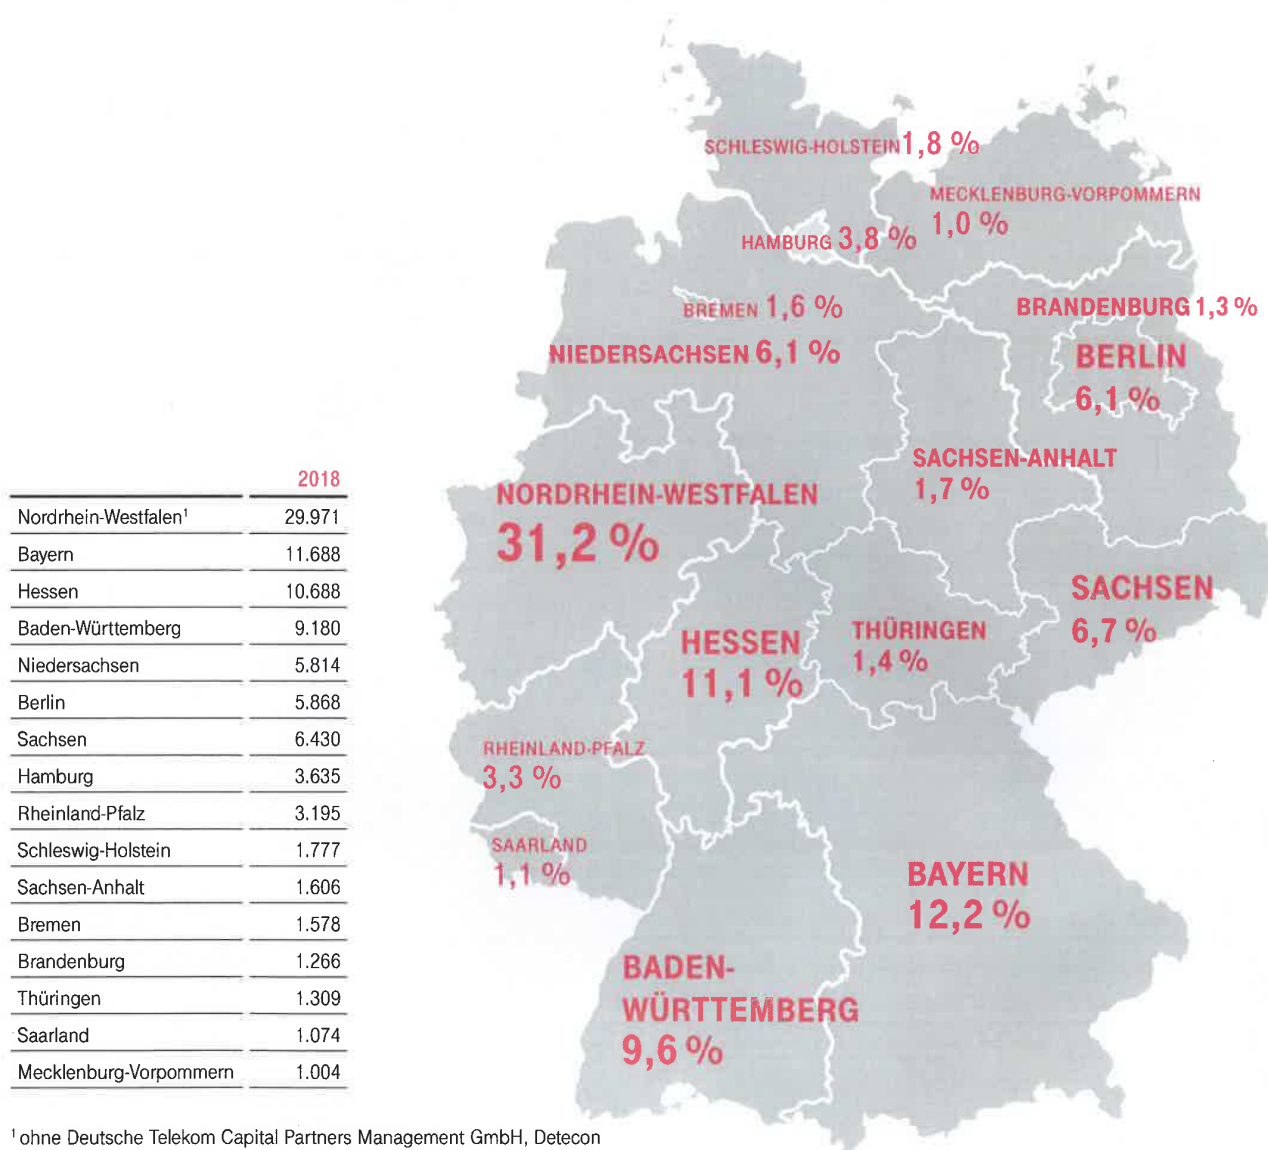 SCHLESWIG-HOLSTEIN 1,8 %
MECKLENBURG-VORPOMMERN
1,0 %
HAMBURG 3,8 %
BREMEN 1,6 %
BRANDENBURG 1,3 %
NIEDERSACHSEN 6,1 %
BERLIN
6,1 %
SACHSEN-ANHALT
1,7 %
NORDRHEIN-WESTFALEN
31,2 %
SACHSEN
6,7 %
THÜRINGEN
1,4 %
HESSEN
11,1 %
RHEINLAND-PFALZ
3,3 %
SAARLAND
1,1 %
BAYERN
12,2 %
BADEN-
WÜRTTEMBERG
9,6 %
2018
Nordrhein-Westfalen¹ 29.971
Bayern 11.688
Hessen 10.688
Baden-Württemberg 9.180
Niedersachsen 5.814
Berlin 5.868
Sachsen 6.430
Hamburg 3.635
Rheinland-Pfalz 3.195
Schleswig-Holstein 1.777
Sachsen-Anhalt 1.606
Bremen 1.578
Brandenburg 1.266
Thüringen 1.309
Saarland 1.074
Mecklenburg-Vorpommern 1.004
¹ ohne Deutsche Telekom Capital Partners Management GmbH, Detecon